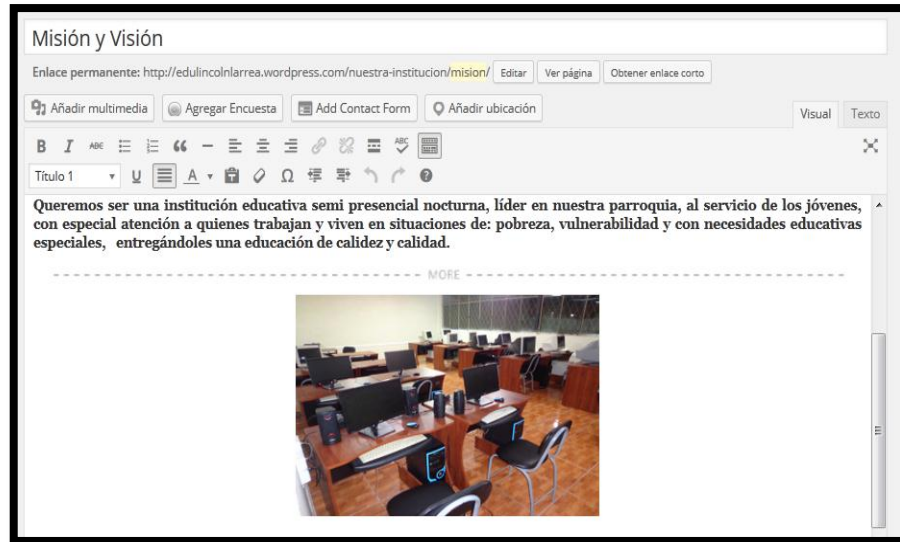 Misión y Visión
Enlace permanente: http://edulincolnlarrea.wordpress.com/nuestra-institucion/mision/ Editar Ver página Obtener enlace corto
Añadir multimedia Agregar Encuesta Add Contact Form Añadir ubicación Visual Texto
B I ABE “ ABC
Título 1 U A T Ω ?
Queremos ser una institución educativa semi presencial nocturna, líder en nuestra parroquia, al servicio de los jóvenes,
con especial atención a quienes trabajan y viven en situaciones de: pobreza, vulnerabilidad y con necesidades educativas
especiales, entregándoles una educación de calidez y calidad.
MORE